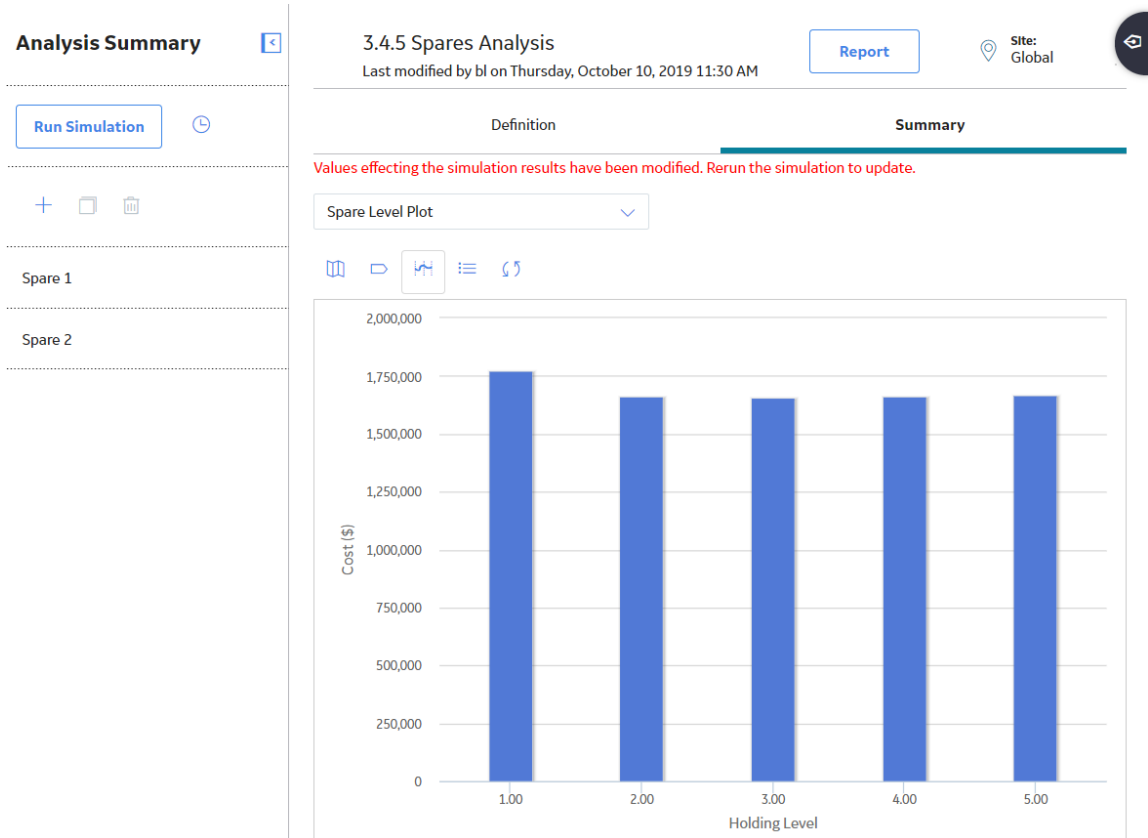 Analysis Summary
Run Simulation
Spare 1
Spare 2
3.4.5 Spares Analysis
Last modified by bl on Thursday, October 10, 2019 11:30 AM
Report
Site:
Global
Definition
Summary
Values effecting the simulation results have been modified. Rerun the simulation to update.
Spare Level Plot
2,000,000
1,750,000
1,500,000
1,250,000
1,000,000
750,000
500,000
250,000
0
Cost ($)
1.00 2.00 3.00 4.00 5.00
Holding Level